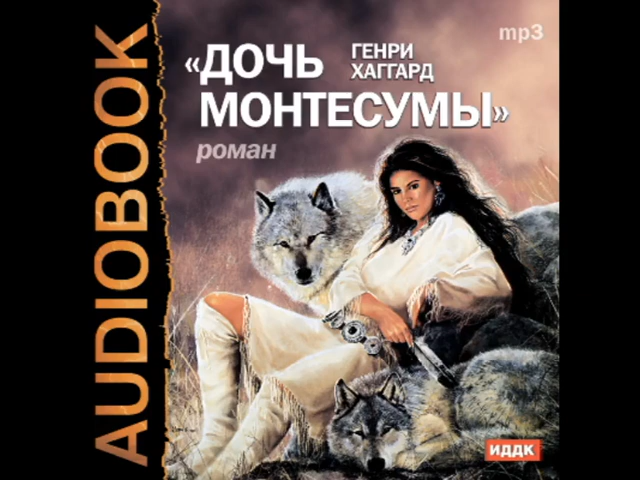 AUDIOBOOK
mp3
«ДОЧЬ
ГЕНРИ
ХАГГАРД
МОНТЕСУМЫ»
роман
ИДДК